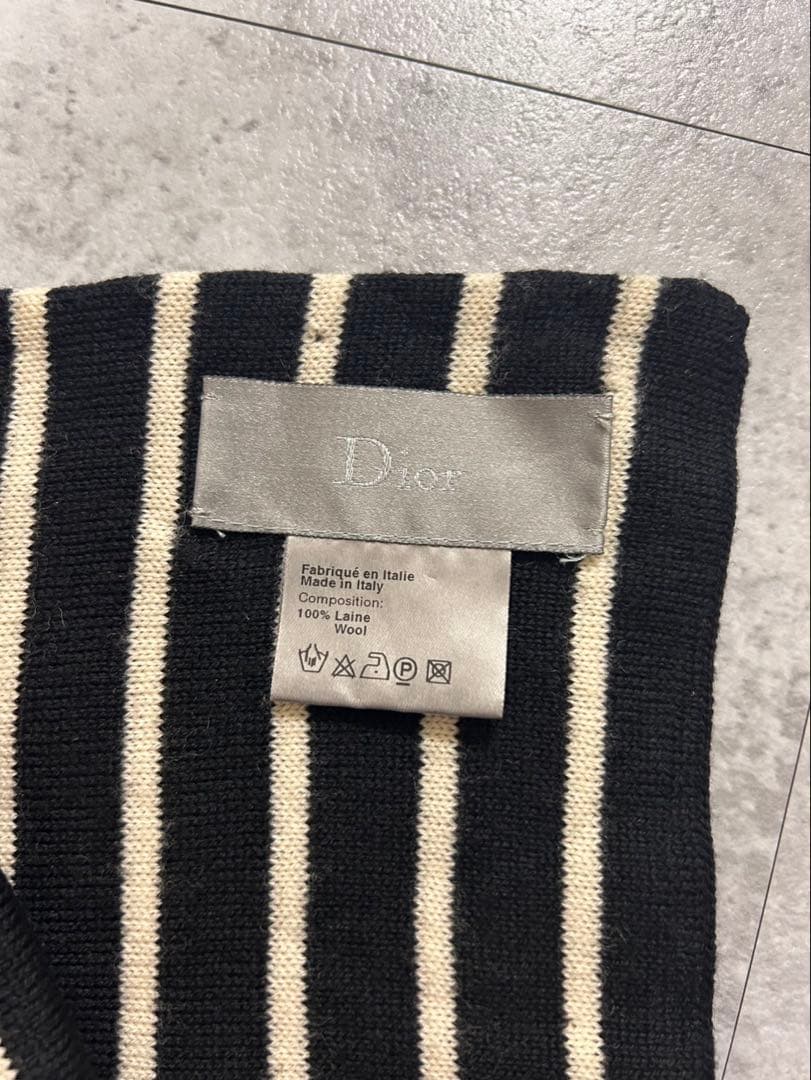 Dior
Fabriqué en Italie
Made in Italy
Composition:
100% Laine
Wool
P